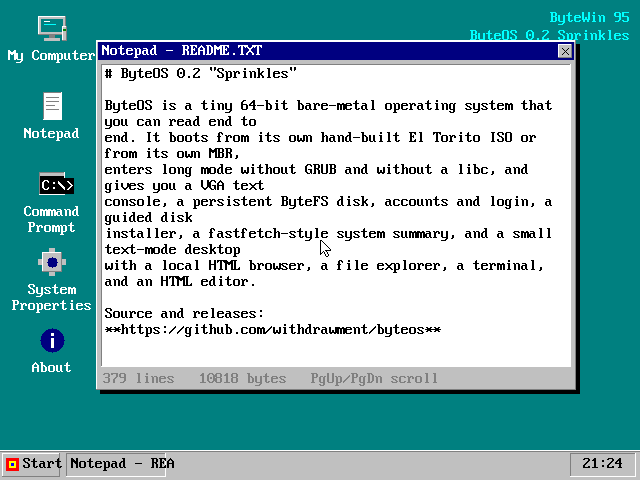 ByteWin 95
ByteOS 0.2 Sprinkles
My Computer
Notepad
C:\>
Command
Prompt
System
Properties
i
About
Notepad - README.TXT
# ByteOS 0.2 "Sprinkles"
ByteOS is a tiny 64-bit bare-metal operating system that
you can read end to
end. It boots from its own hand-built El Torito ISO or
from its own MBR,
enters long mode without GRUB and without a libc, and
gives you a VGA text
console, a persistent ByteFS disk, accounts and login, a
guided disk
installer, a fastfetch-style system summary, and a small
text-mode desktop
with a local HTML browser, a file explorer, a terminal,
and an HTML editor.
Source and releases:
**https://github.com/withdrawment/byteos**
379 lines   10818 bytes   PgUp/PgDn scroll
Start
Notepad - REA
21:24